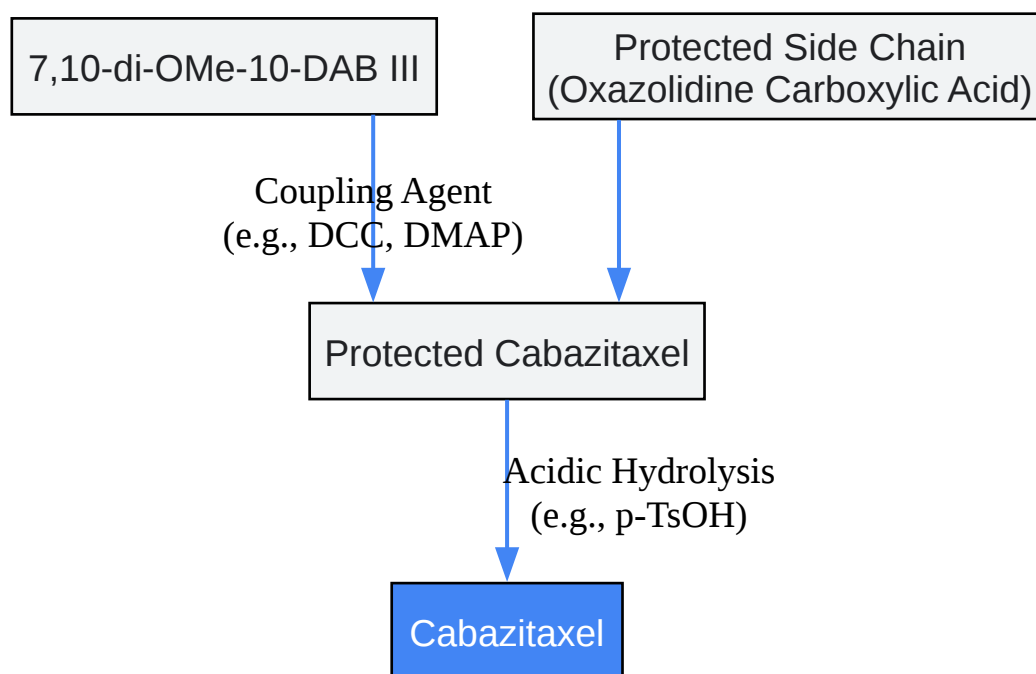 7,10-di-OMe-10-DAB III
Protected Side Chain
(Oxazolidine Carboxylic Acid)
Coupling Agent
(e.g., DCC, DMAP)
Protected Cabazitaxel
Acidic Hydrolysis
(e.g., p-TsOH)
Cabazitaxel